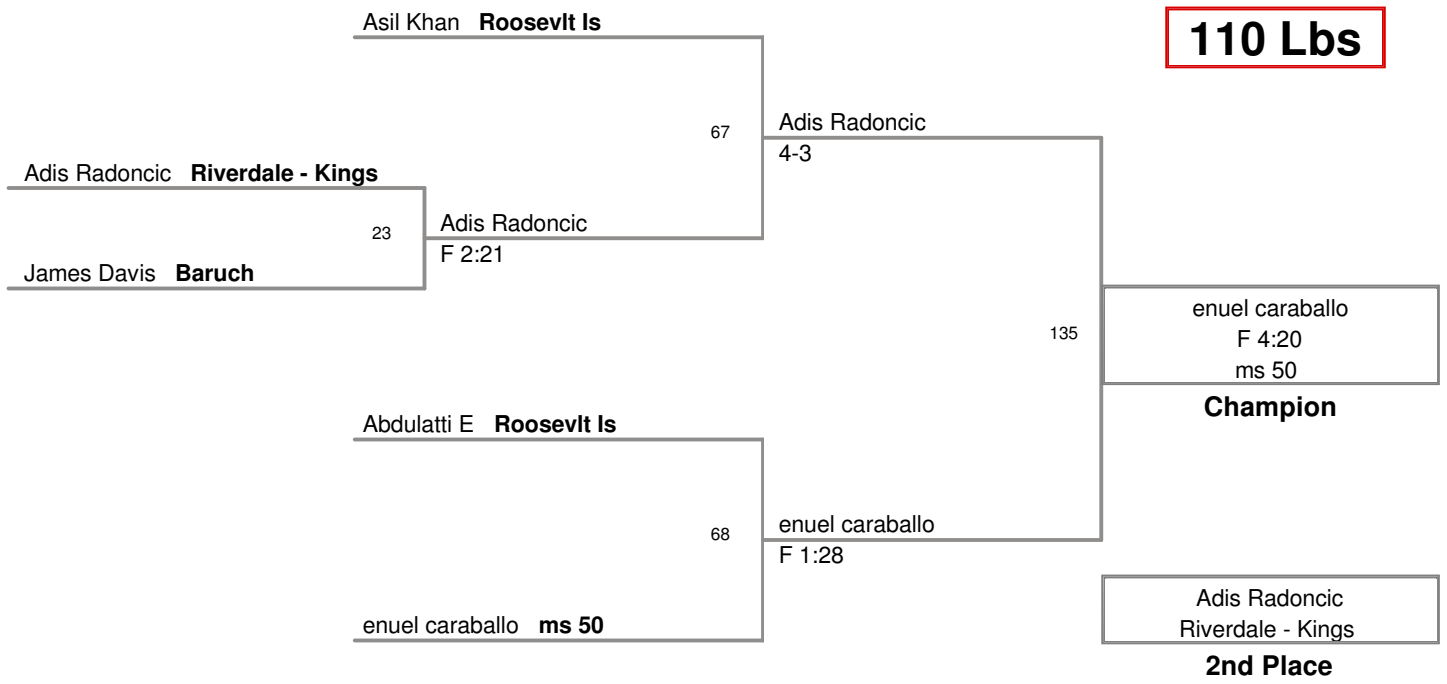 Asil Khan Roosevlt Is
110 Lbs
67
Adis Radoncic
4-3
Adis Radoncic Riverdale - Kings
23
Adis Radoncic
F 2:21
James Davis Baruch
135
enuel caraballo
F 4:20
ms 50
Champion
Abdulatti E Roosevlt Is
68
enuel caraballo
F 1:28
enuel caraballo ms 50
Adis Radoncic
Riverdale - Kings
2nd Place